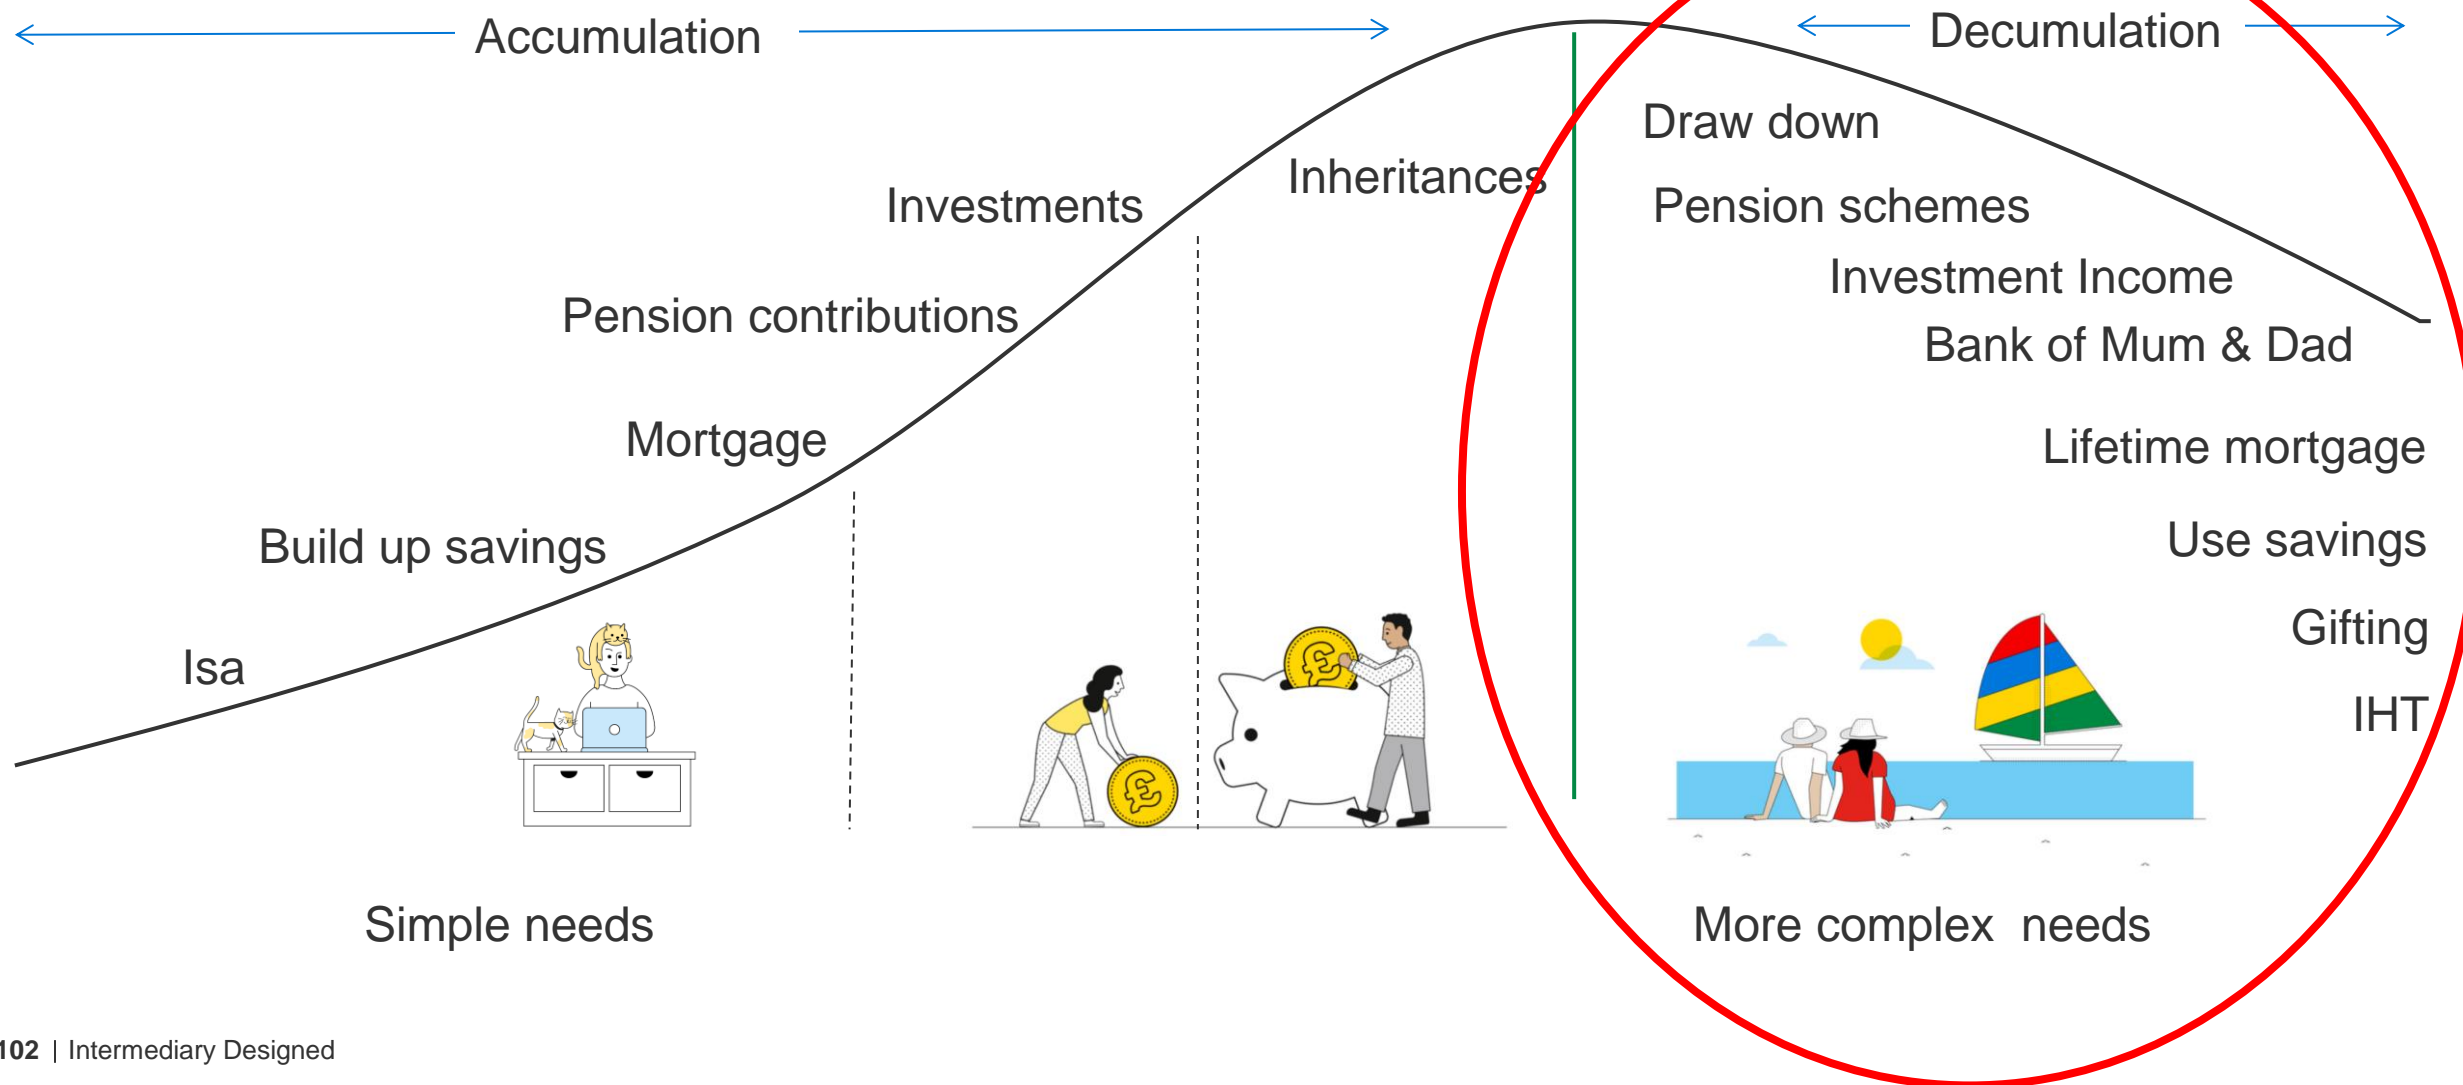 Accumulation
Decumulation
Draw down
Inheritances
Investments
Pension schemes
Investment Income
Pension contributions
Bank of Mum & Dad
Mortgage
Lifetime mortgage
Build up savings
Use savings
Gifting
Isa
IHT
Simple needs
More complex needs
102 | Intermediary Designed